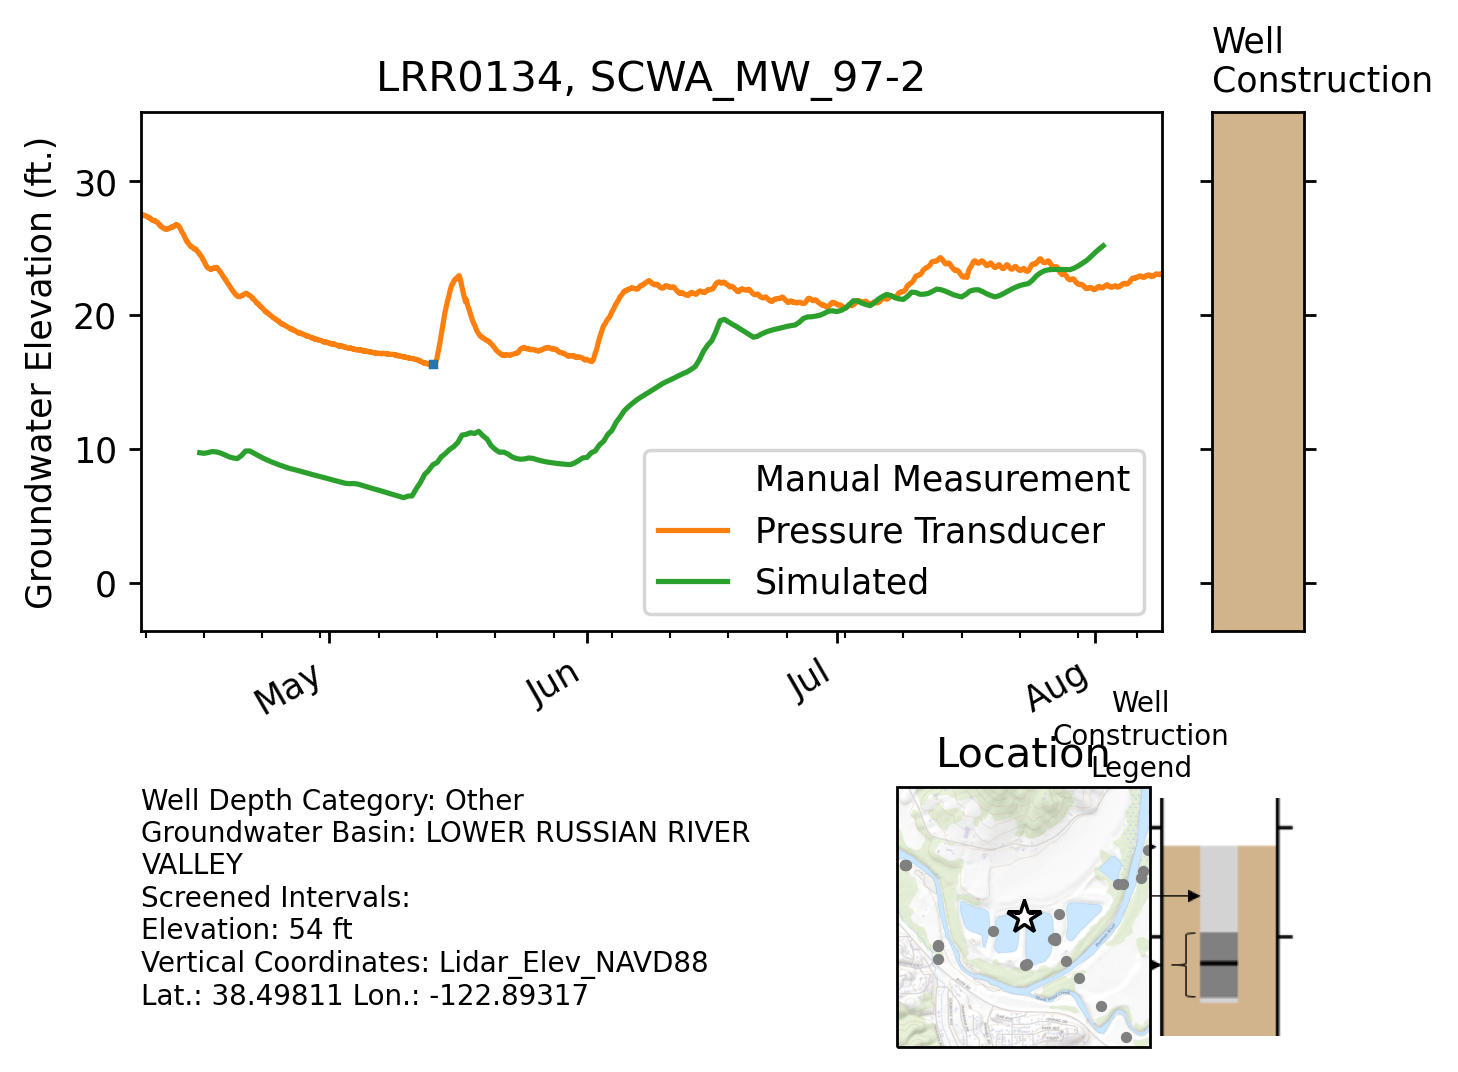 Well
Construction
LRR0134, SCWA_MW_97-2
Groundwater Elevation (ft.)
30
20
10
0
Manual Measurement
Pressure Transducer
Simulated
May
Jun
Jul
Aug
Well
Construction
Legend
Location
Well Depth Category: Other
Groundwater Basin: LOWER RUSSIAN RIVER
VALLEY
Screened Intervals:
Elevation: 54 ft
Vertical Coordinates: Lidar_Elev_NAVD88
Lat.: 38.49811 Lon.: -122.89317